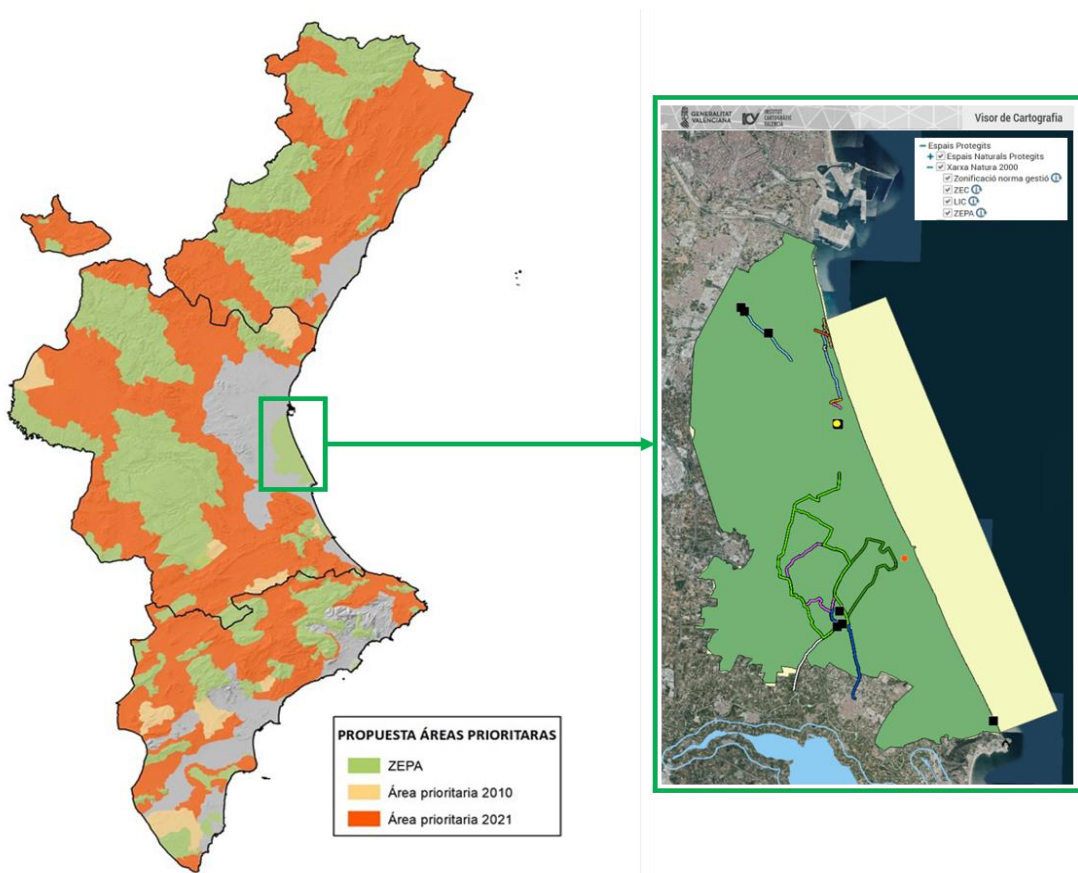 PROPUESTA ÁREAS PRIORITARAS
ZEPA
Área prioritaria 2010
Área prioritaria 2021
GENERALITAT
VALENCIANA
ICV
INSTITUT
CARTOGRÀFIC
VALENCIÀ
Visor de Cartografia
Espais Protegits
Espais Naturals Protegits
Xarxa Natura 2000
Zonificació norma gestió
ZEC
LIC
ZEPA